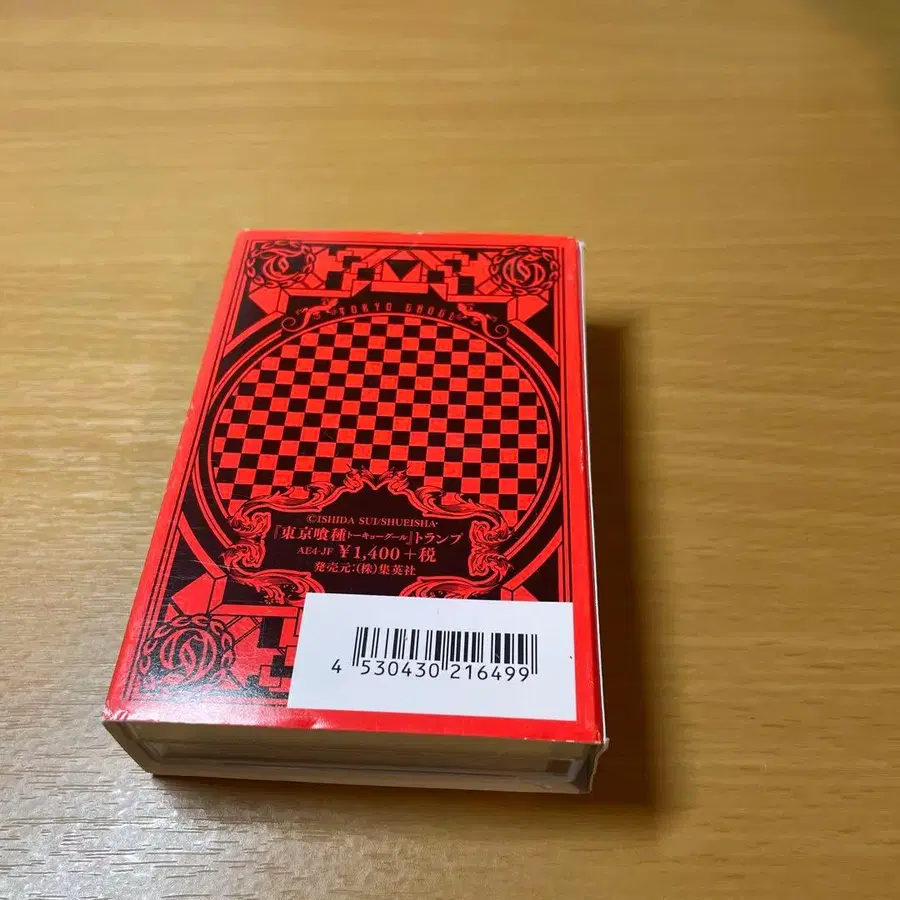 TOKYO GHOUL
©ISHIDA SUI/SHUEISHA·
『東京喰種トーキョーグール』トランプ
AE4-JF ¥1,400+税
発売元:(株)集英社
4 530430 216499